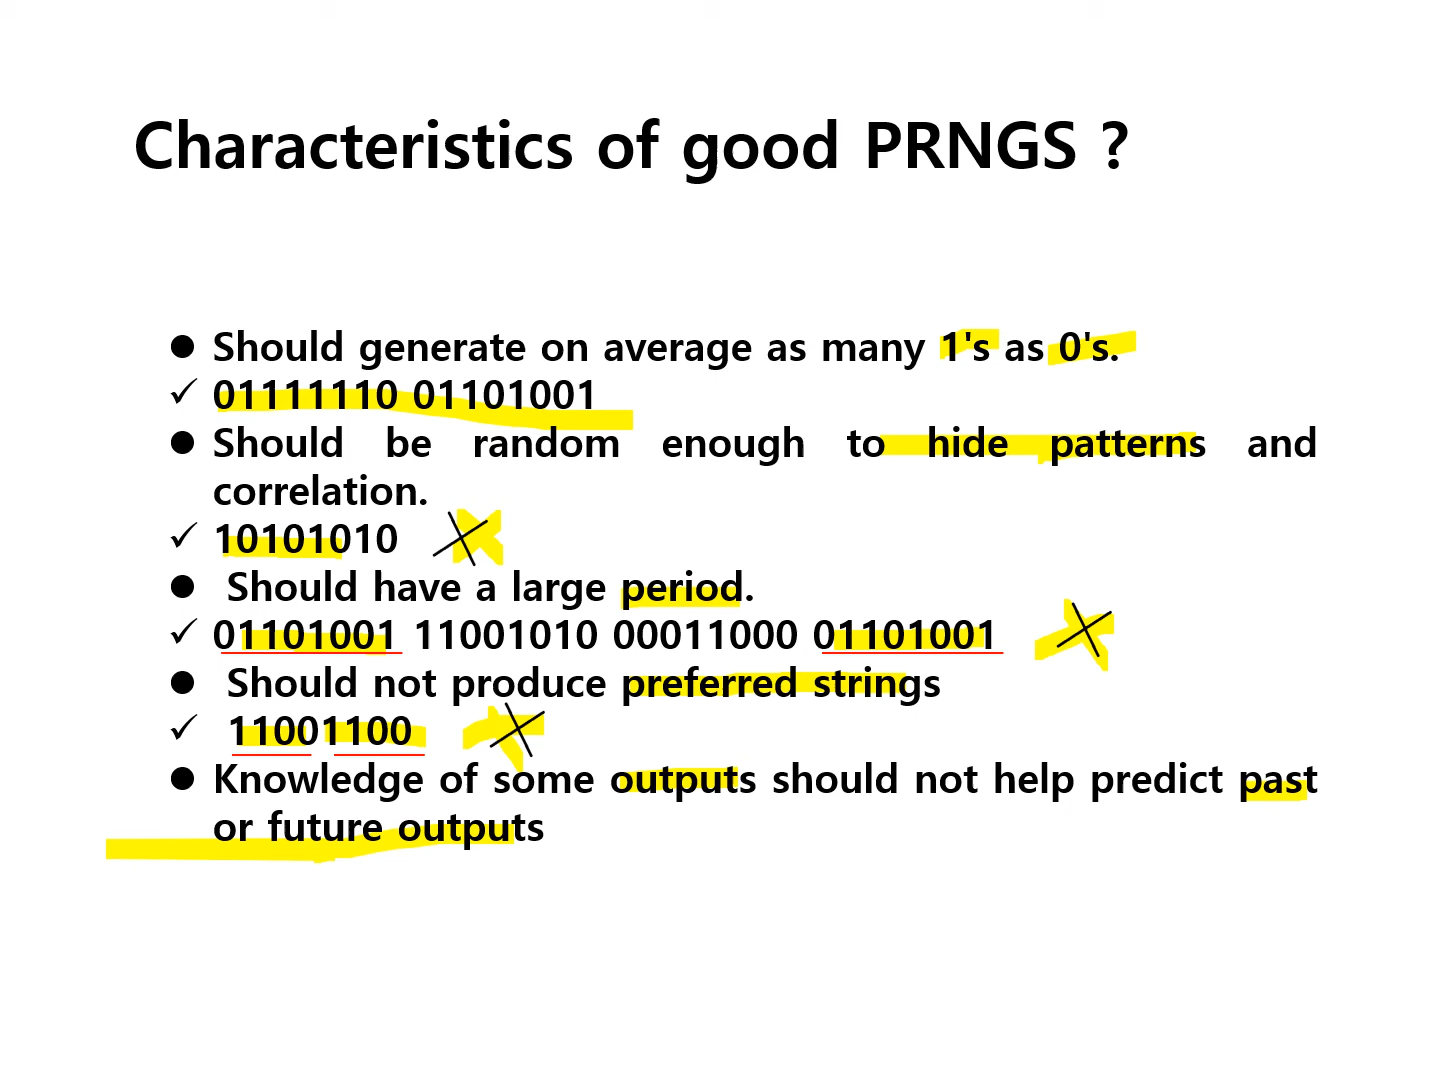 Characteristics of good PRNGS ?
● Should generate on average as many 1's as 0's.
✓ 01111110 01101001
● Should be random enough to hide patterns and
correlation.
✓ 10101010
● Should have a large period.
✓ 01101001 11001010 00011000 01101001
● Should not produce preferred strings
✓ 11001100
● Knowledge of some outputs should not help predict past
or future outputs